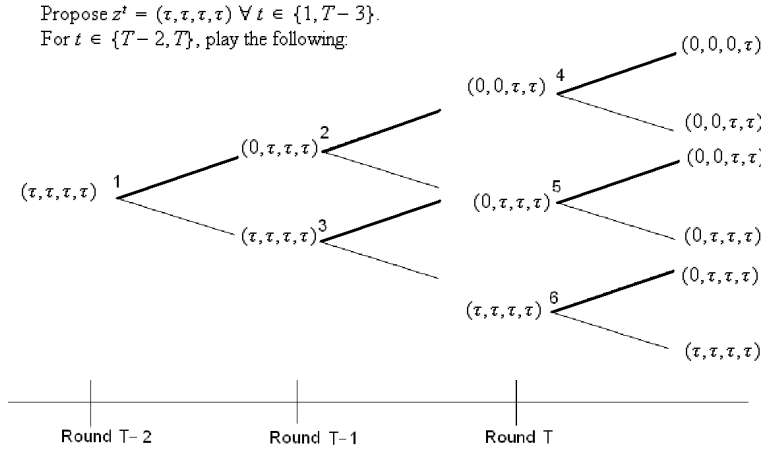 Propose zᵗ = (τ,τ,τ,τ) ∀ t ∈ {1,T−3}.
For t ∈ {T−2,T}, play the following:
(0,0,0,τ)
(0,0,τ,τ) 4
(0,0,τ,τ)
(0,τ,τ,τ) 2
(0,0,τ,τ)
(τ,τ,τ,τ) 1
(0,τ,τ,τ) 5
(τ,τ,τ,τ) 3
(0,τ,τ,τ)
(0,τ,τ,τ)
(τ,τ,τ,τ) 6
(τ,τ,τ,τ)
Round T−2 Round T−1 Round T